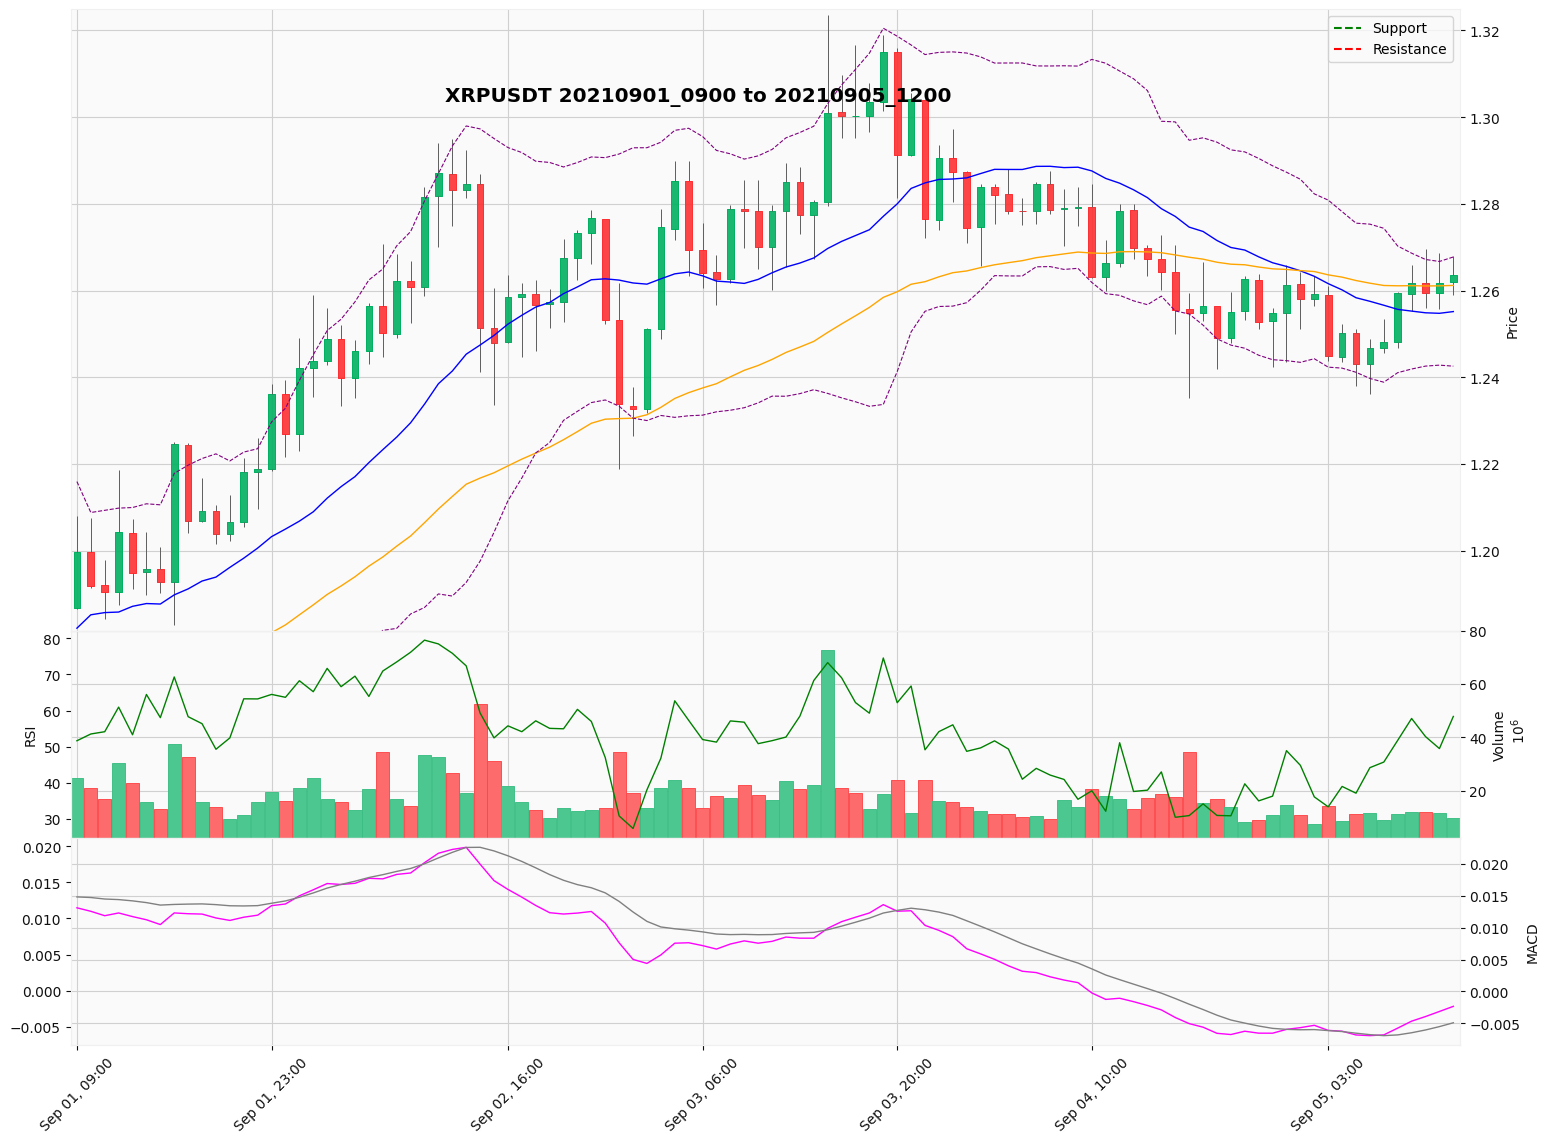 Support
Resistance
XRPUSDT 20210901_0900 to 20210905_1200
1.32
1.30
1.28
1.26
1.24
1.22
1.20
Price
80
70
60
50
40
30
RSI
80
60
40
20
Volume
10^6
0.020
0.015
0.010
0.005
0.000
−0.005
0.020
0.015
0.010
0.005
0.000
−0.005
MACD
Sep 01, 09:00
Sep 01, 23:00
Sep 02, 16:00
Sep 03, 06:00
Sep 03, 20:00
Sep 04, 10:00
Sep 05, 03:00